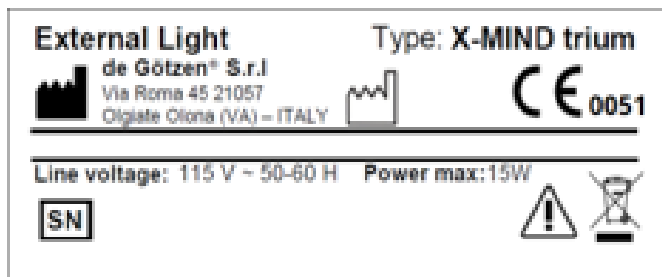 External Light Type: X-MIND trium
de Götzen® S.r.l
Via Roma 45 21057
Olgiate Olona (VA) – ITALY
CE 0051
Line voltage: 115 V ~ 50-60 H Power max:15W
SN